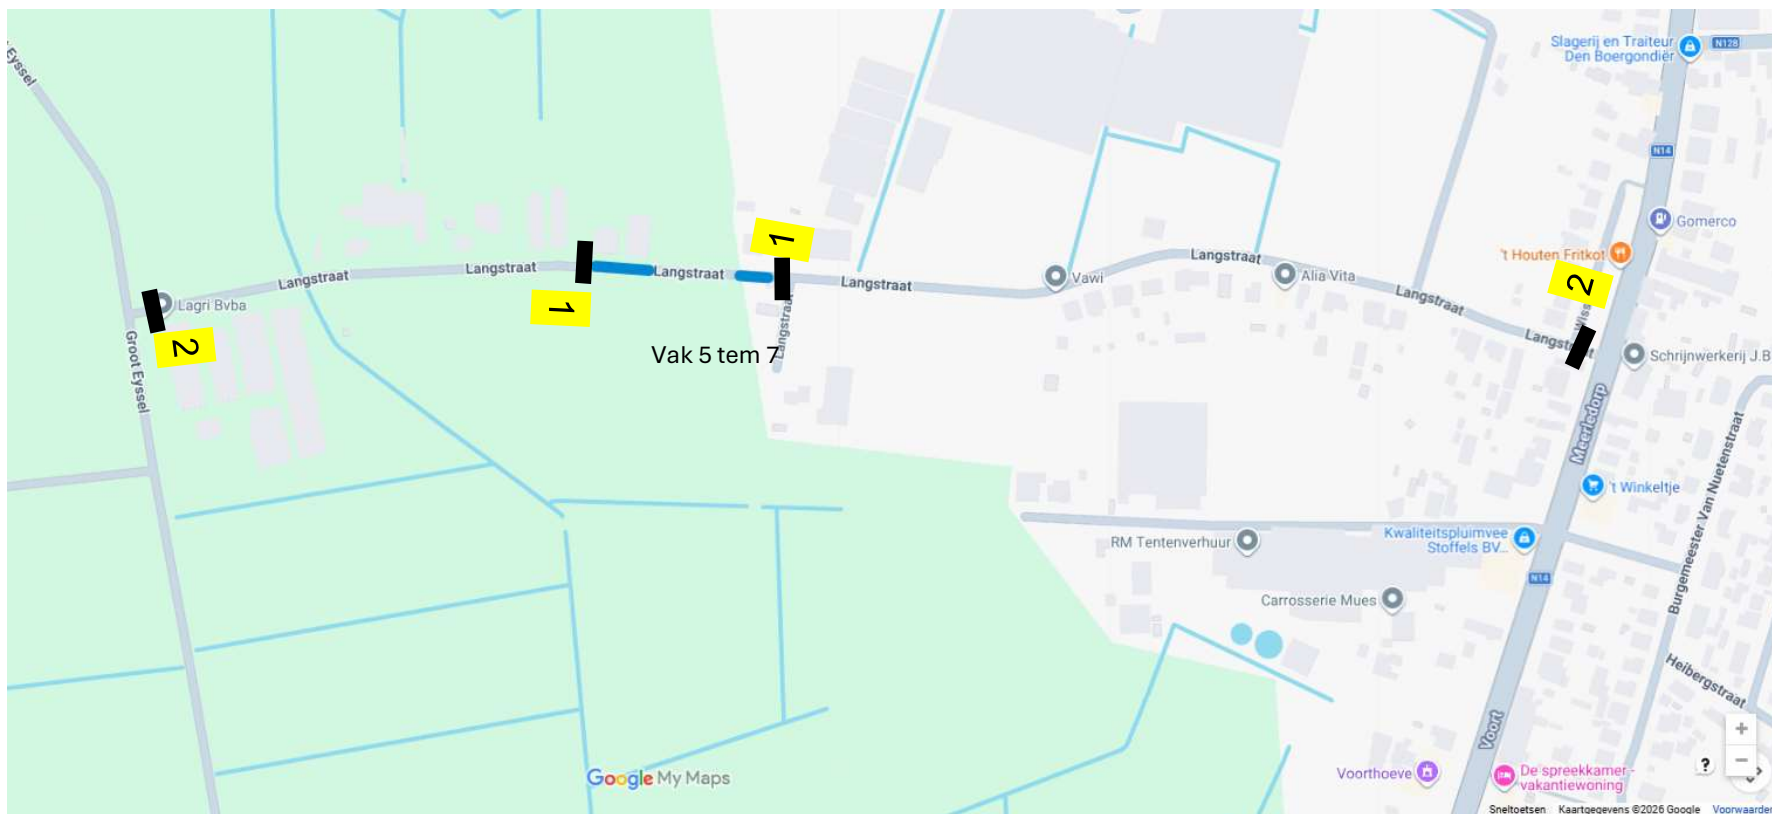 Eyssel
Slagerij en Traiteur
Den Boergondiër
N128
N14
Gomerco
't Houten Fritkot
1
Langstraat
Langstraat
Langstraat
Langstraat
Langstraat
Vawi
Alia Vita
2
Wiss
Lagri Bvba
1
Langstraat
Langstraat
Langstraat
2
Groot Eyssel
Vak 5 tem 7
Schrijnwerkerij J.B
Meerledorp
't Winkeltje
Burgemeester Van Nuetenstraat
RM Tentenverhuur
Kwaliteitspluimvee
Stoffels BV...
N14
Carrosserie Mues
Heibergstraat
Voort
Google My Maps
Voorthoeve
De spreekkamer -
vakantiewoning
+
?
−
Sneltoetsen Kaartgegevens ©2026 Google Voorwaarden